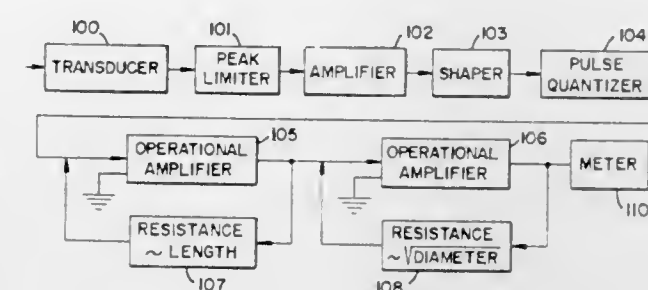 100
101
102
103
104
TRANSDUCER
PEAK
LIMITER
AMPLIFIER
SHAPER
PULSE
QUANTIZER
105
106
OPERATIONAL
AMPLIFIER
OPERATIONAL
AMPLIFIER
METER
110
RESISTANCE
~ LENGTH
RESISTANCE
~√DIAMETER
107
108